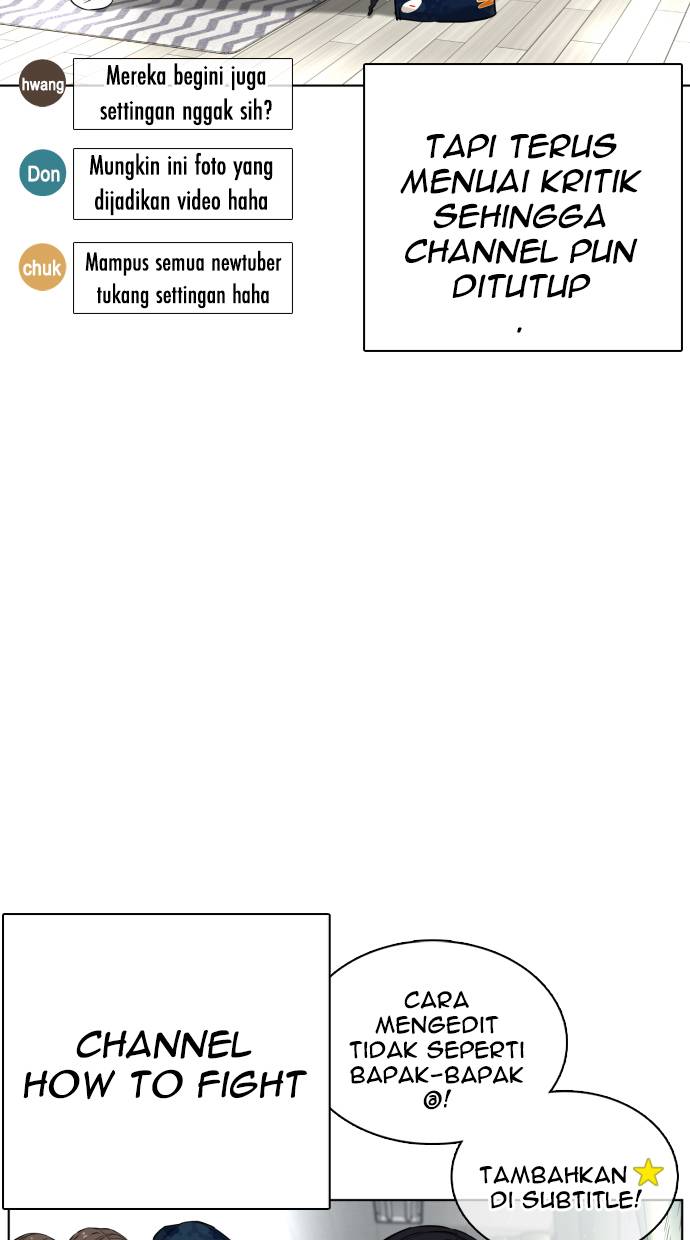 hwang
Mereka begini juga
settingan nggak sih?
Don
Mungkin ini foto yang
dijadikan video haha
chuk
Mampus semua newtuber
tukang settingan haha
TAPI TERUS
MENUAI KRITIK
SEHINGGA
CHANNEL PUN
DITUTUP
.
CHANNEL
HOW TO FIGHT
CARA
MENGEDIT
TIDAK SEPERTI
BAPAK-BAPAK
@!
TAMBAHKAN
DI SUBTITLE!